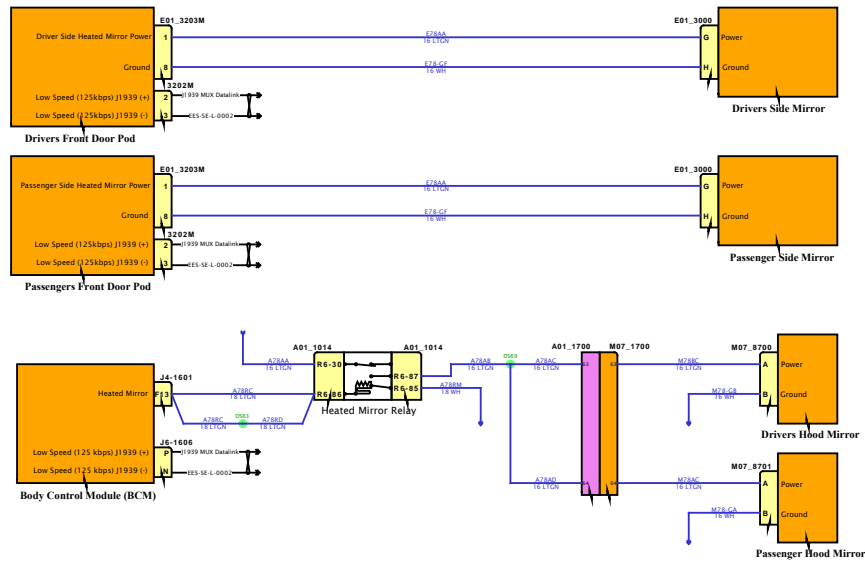 E01_3203M
E01_3000
Driver Side Heated Mirror Power
1
E78AA
16 LTGN
G
Power
Ground
8
E78-GF
16 WH
H
Ground
3202M
Low Speed (125kbps) J1939 (+)
2
J1939 MUX Datalink
Low Speed (125kbps) J1939 (-)
3
EES-SE-L-0002
Drivers Side Mirror
Drivers Front Door Pod
E01_3203M
E01_3000
Passenger Side Heated Mirror Power
1
E78AA
16 LTGN
G
Power
Ground
8
E78-GF
16 WH
H
Ground
3202M
Low Speed (125kbps) J1939 (+)
2
J1939 MUX Datalink
Low Speed (125kbps) J1939 (-)
3
EES-SE-L-0002
Passenger Side Mirror
Passengers Front Door Pod
A01_1014
A01_1014
A01_1700
M07_1700
M07_8700
A78AA
16 LTGN
R6-30
R6-87
A78AB
16 LTGN
DS69
A78AC
16 LTGN
63
63
M78BC
16 LTGN
A
Power
J4-1601
Heated Mirror
F13
A78RC
18 LTGN
R6-86
R6-85
A78RM
18 WH
M78-GB
16 WH
B
Ground
Heated Mirror Relay
A78RC
18 LTGN
DS63
A78RD
18 LTGN
Drivers Hood Mirror
J6-1606
Low Speed (125 kbps) J1939 (+)
P
J1939 MUX Datalink
Low Speed (125 kbps) J1939 (-)
N
EES-SE-L-0002
Body Control Module (BCM)
M07_8701
A78AD
16 LTGN
64
64
M78AC
16 LTGN
A
Power
M78-GA
16 WH
B
Ground
Passenger Hood Mirror